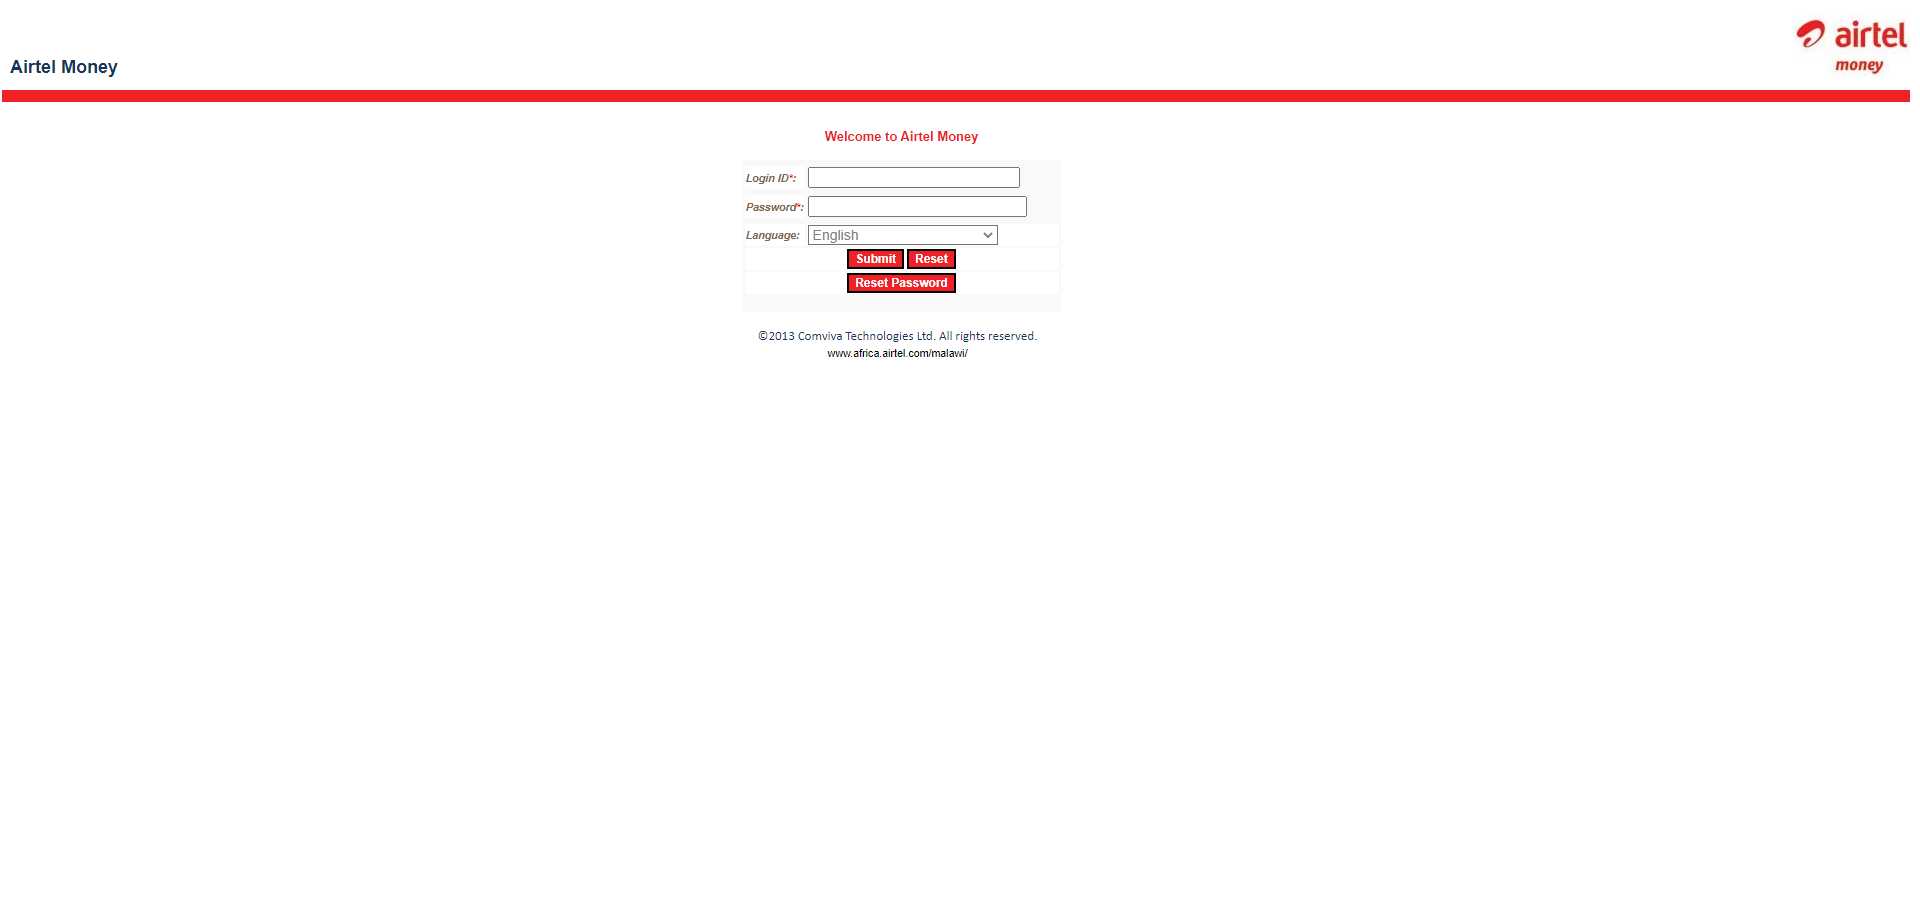 airtel
money
Airtel Money
Welcome to Airtel Money
Login ID*:
Password*:
Language: English
Submit Reset
Reset Password
©2013 Comviva Technologies Ltd. All rights reserved.
www.africa.airtel.com/malawi/